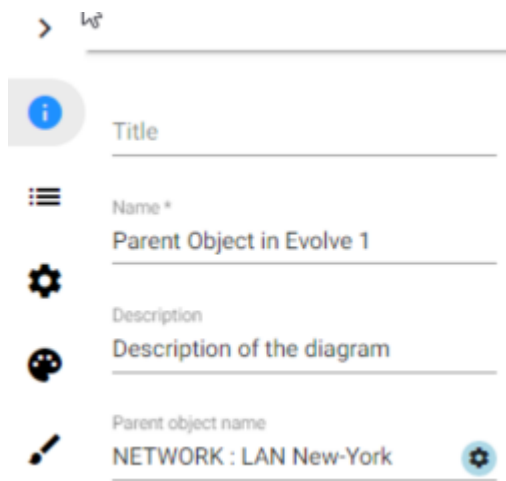 Title
Name *
Parent Object in Evolve 1
Description
Description of the diagram
Parent object name
NETWORK : LAN New-York